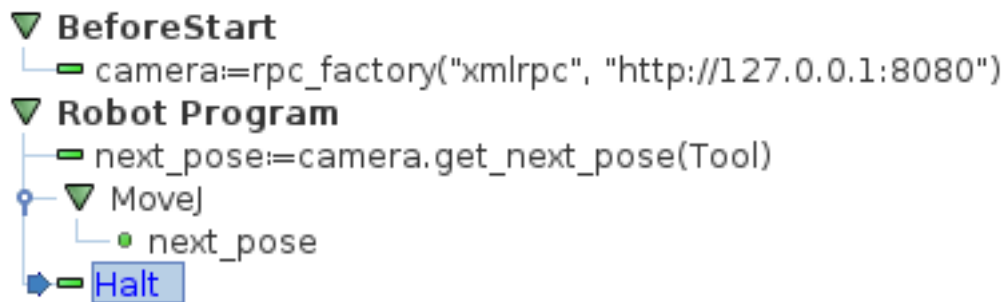 BeforeStart
camera:=rpc_factory("xmlrpc", "http://127.0.0.1:8080")
Robot Program
next_pose:=camera.get_next_pose(Tool)
MoveJ
next_pose
Halt